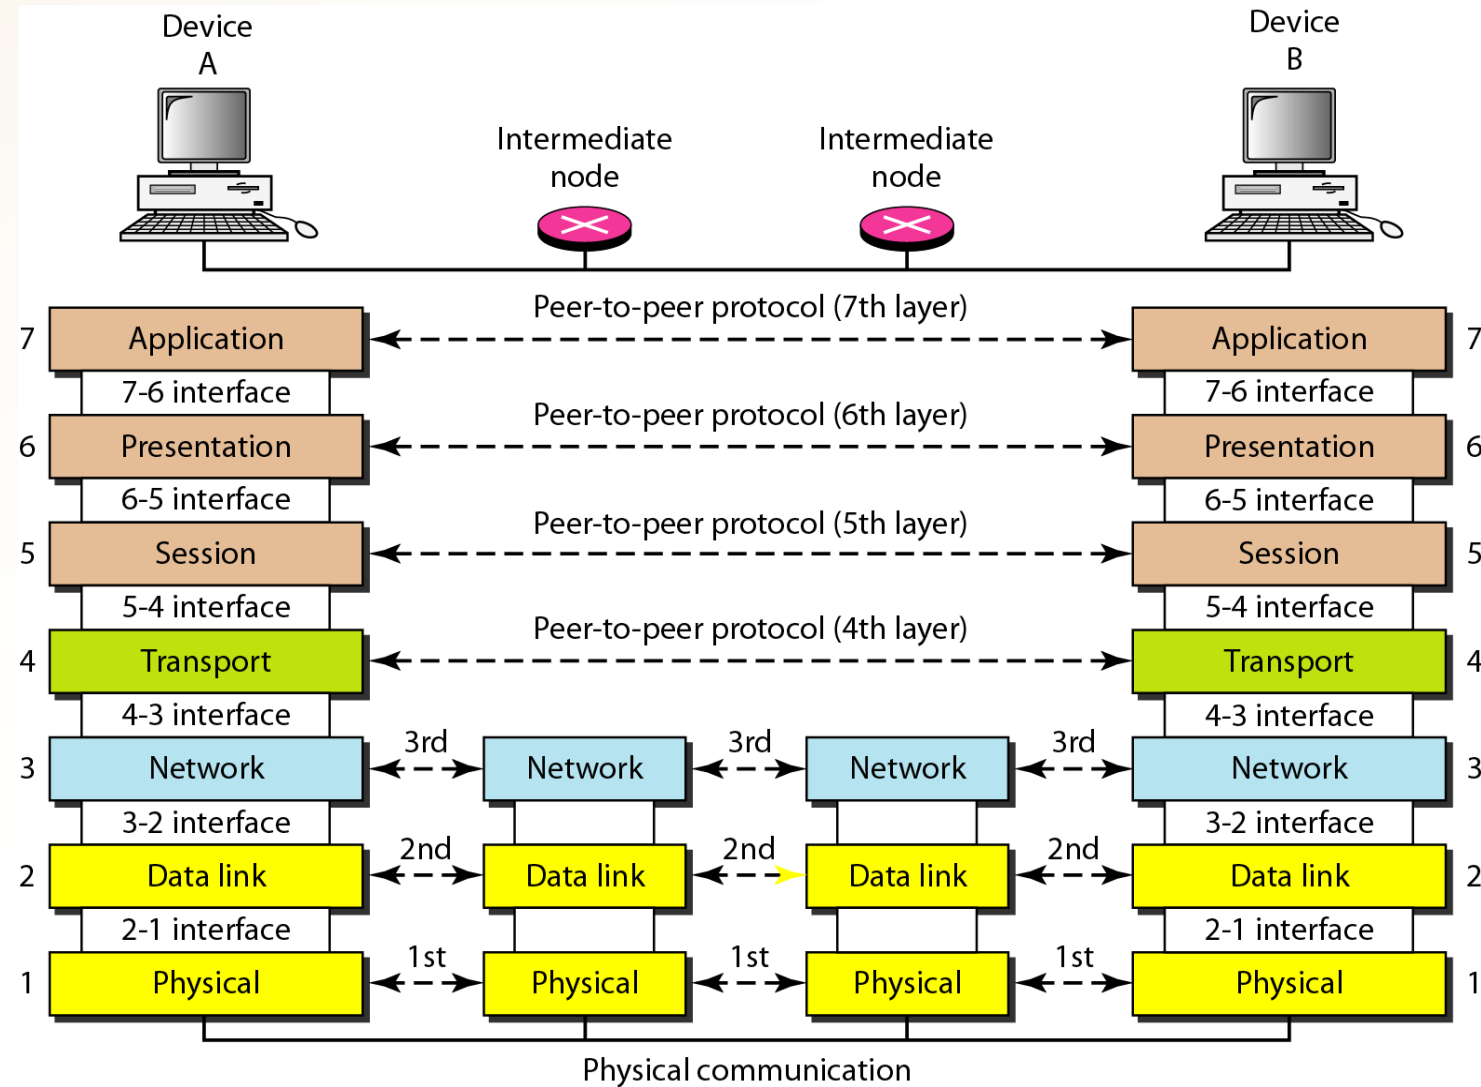 Device
A
Device
B
Intermediate
node
Intermediate
node
Peer-to-peer protocol (7th layer)
7 Application Application 7
7-6 interface 7-6 interface
Peer-to-peer protocol (6th layer)
6 Presentation Presentation 6
6-5 interface 6-5 interface
Peer-to-peer protocol (5th layer)
5 Session Session 5
5-4 interface 5-4 interface
Peer-to-peer protocol (4th layer)
4 Transport Transport 4
4-3 interface 4-3 interface
3rd 3rd 3rd
3 Network Network Network Network 3
3-2 interface 3-2 interface
2nd 2nd 2nd
2 Data link Data link Data link Data link 2
2-1 interface 2-1 interface
1st 1st 1st
1 Physical Physical Physical Physical 1
Physical communication